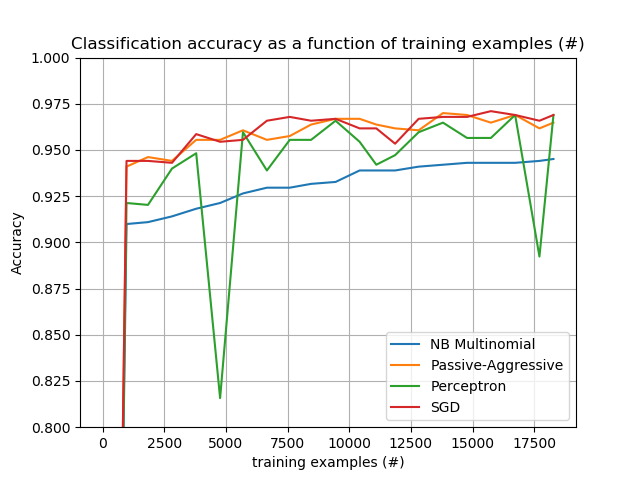 Classification accuracy as a function of training examples (#)
1.000
0.975
0.950
0.925
0.900
0.875
0.850
0.825
0.800
Accuracy
NB Multinomial
Passive-Aggressive
Perceptron
SGD
0 2500 5000 7500 10000 12500 15000 17500
training examples (#)